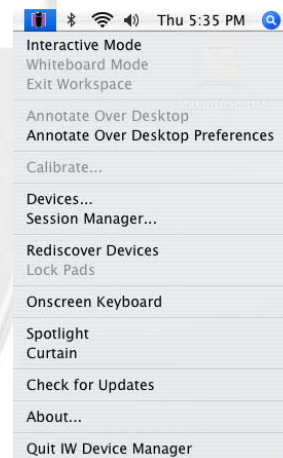 Thu 5:35 PM
Interactive Mode
Whiteboard Mode
Exit Workspace
Annotate Over Desktop
Annotate Over Desktop Preferences
Calibrate...
Devices...
Session Manager...
Rediscover Devices
Lock Pads
Onscreen Keyboard
Spotlight
Curtain
Check for Updates
About...
Quit IW Device Manager